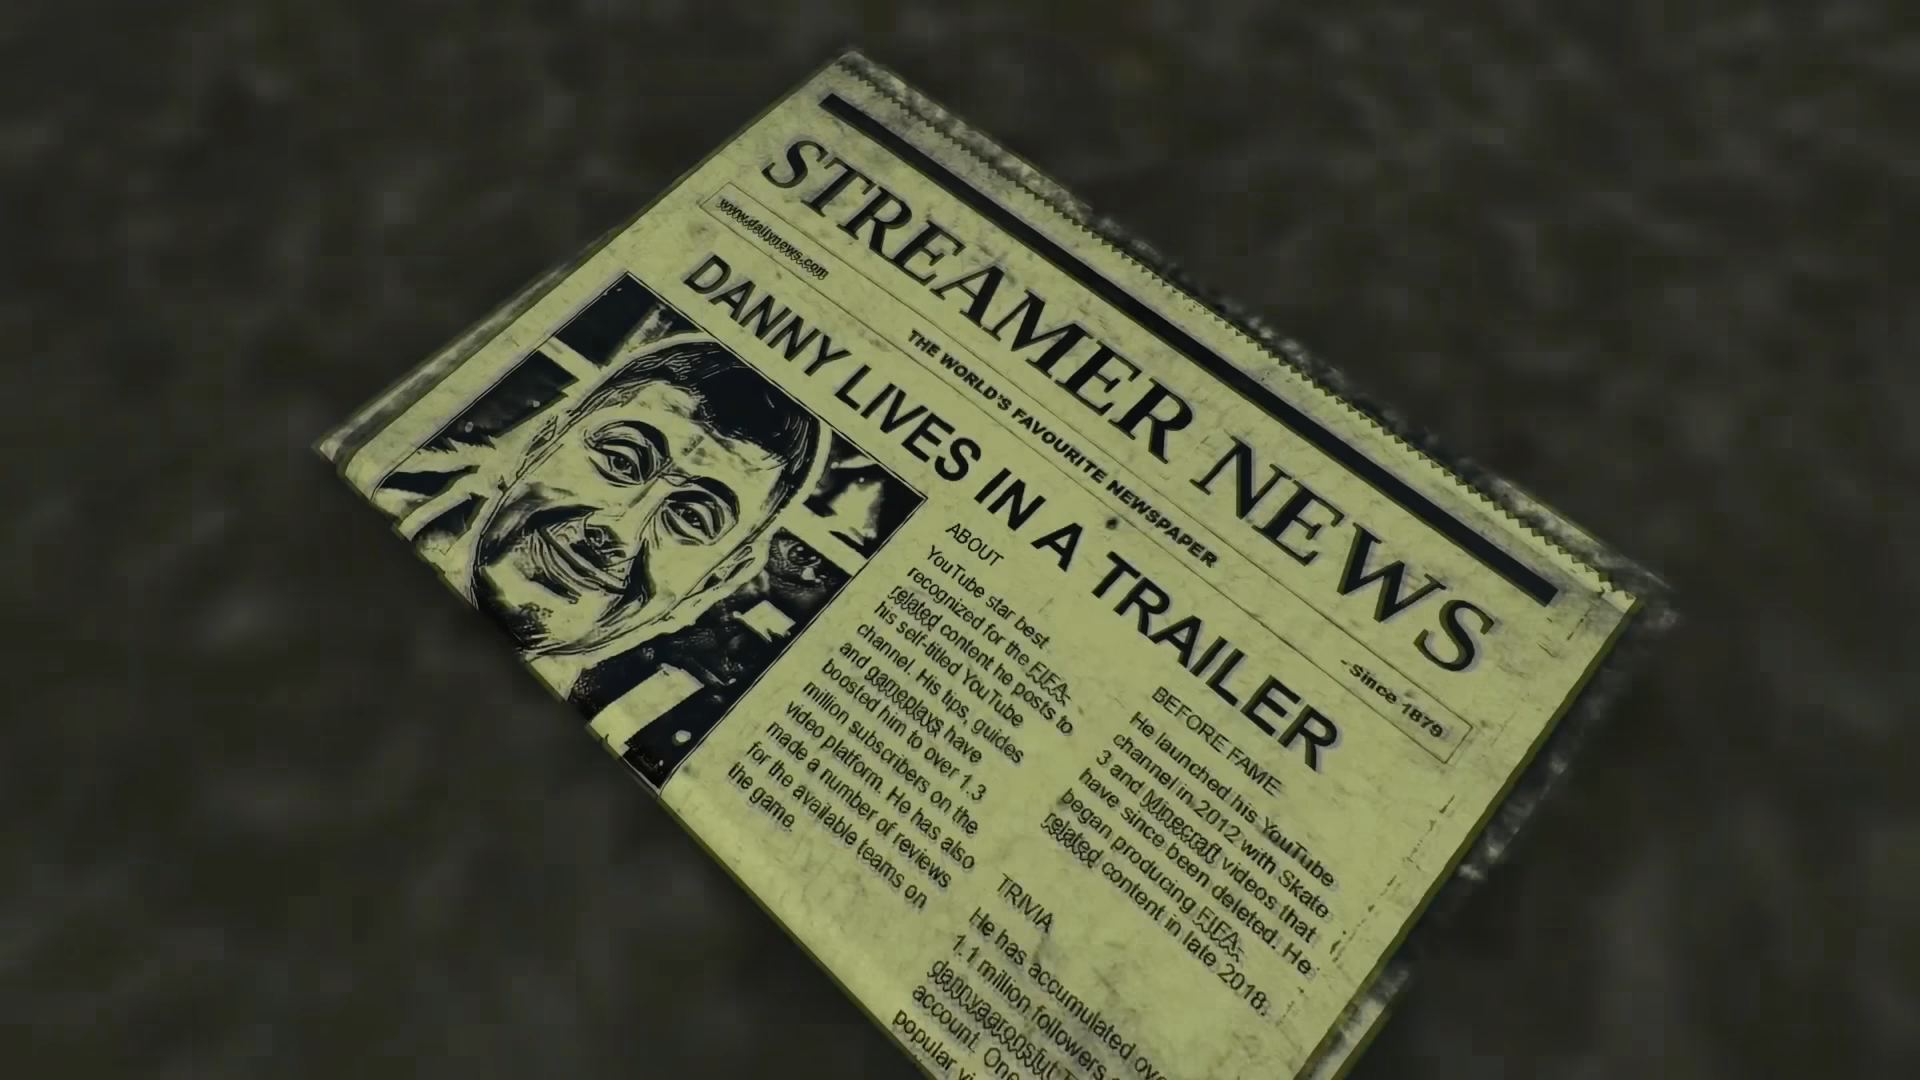 STREAMER NEWS
www.dailynews.com
THE WORLD'S FAVOURITE NEWSPAPER
- Since 1879
DANNY LIVES IN A TRAILER
ABOUT
YouTube star best
recognized for the FIFA-
related content he posts to
his self-titled YouTube
channel. His tips, guides
and gameplays have
boosted him to over 1.3
million subscribers on the
video platform. He has also
made a number of reviews
for the available teams on
the game.
BEFORE FAME
He launched his YouTube
channel in 2012 with Skate
3 and Minecraft videos that
have since been deleted. He
began producing FIFA-
related content in late 2018.
TRIVIA
He has accumulated over
1.1 million followers
dannyaaronsfut
account. One
popular